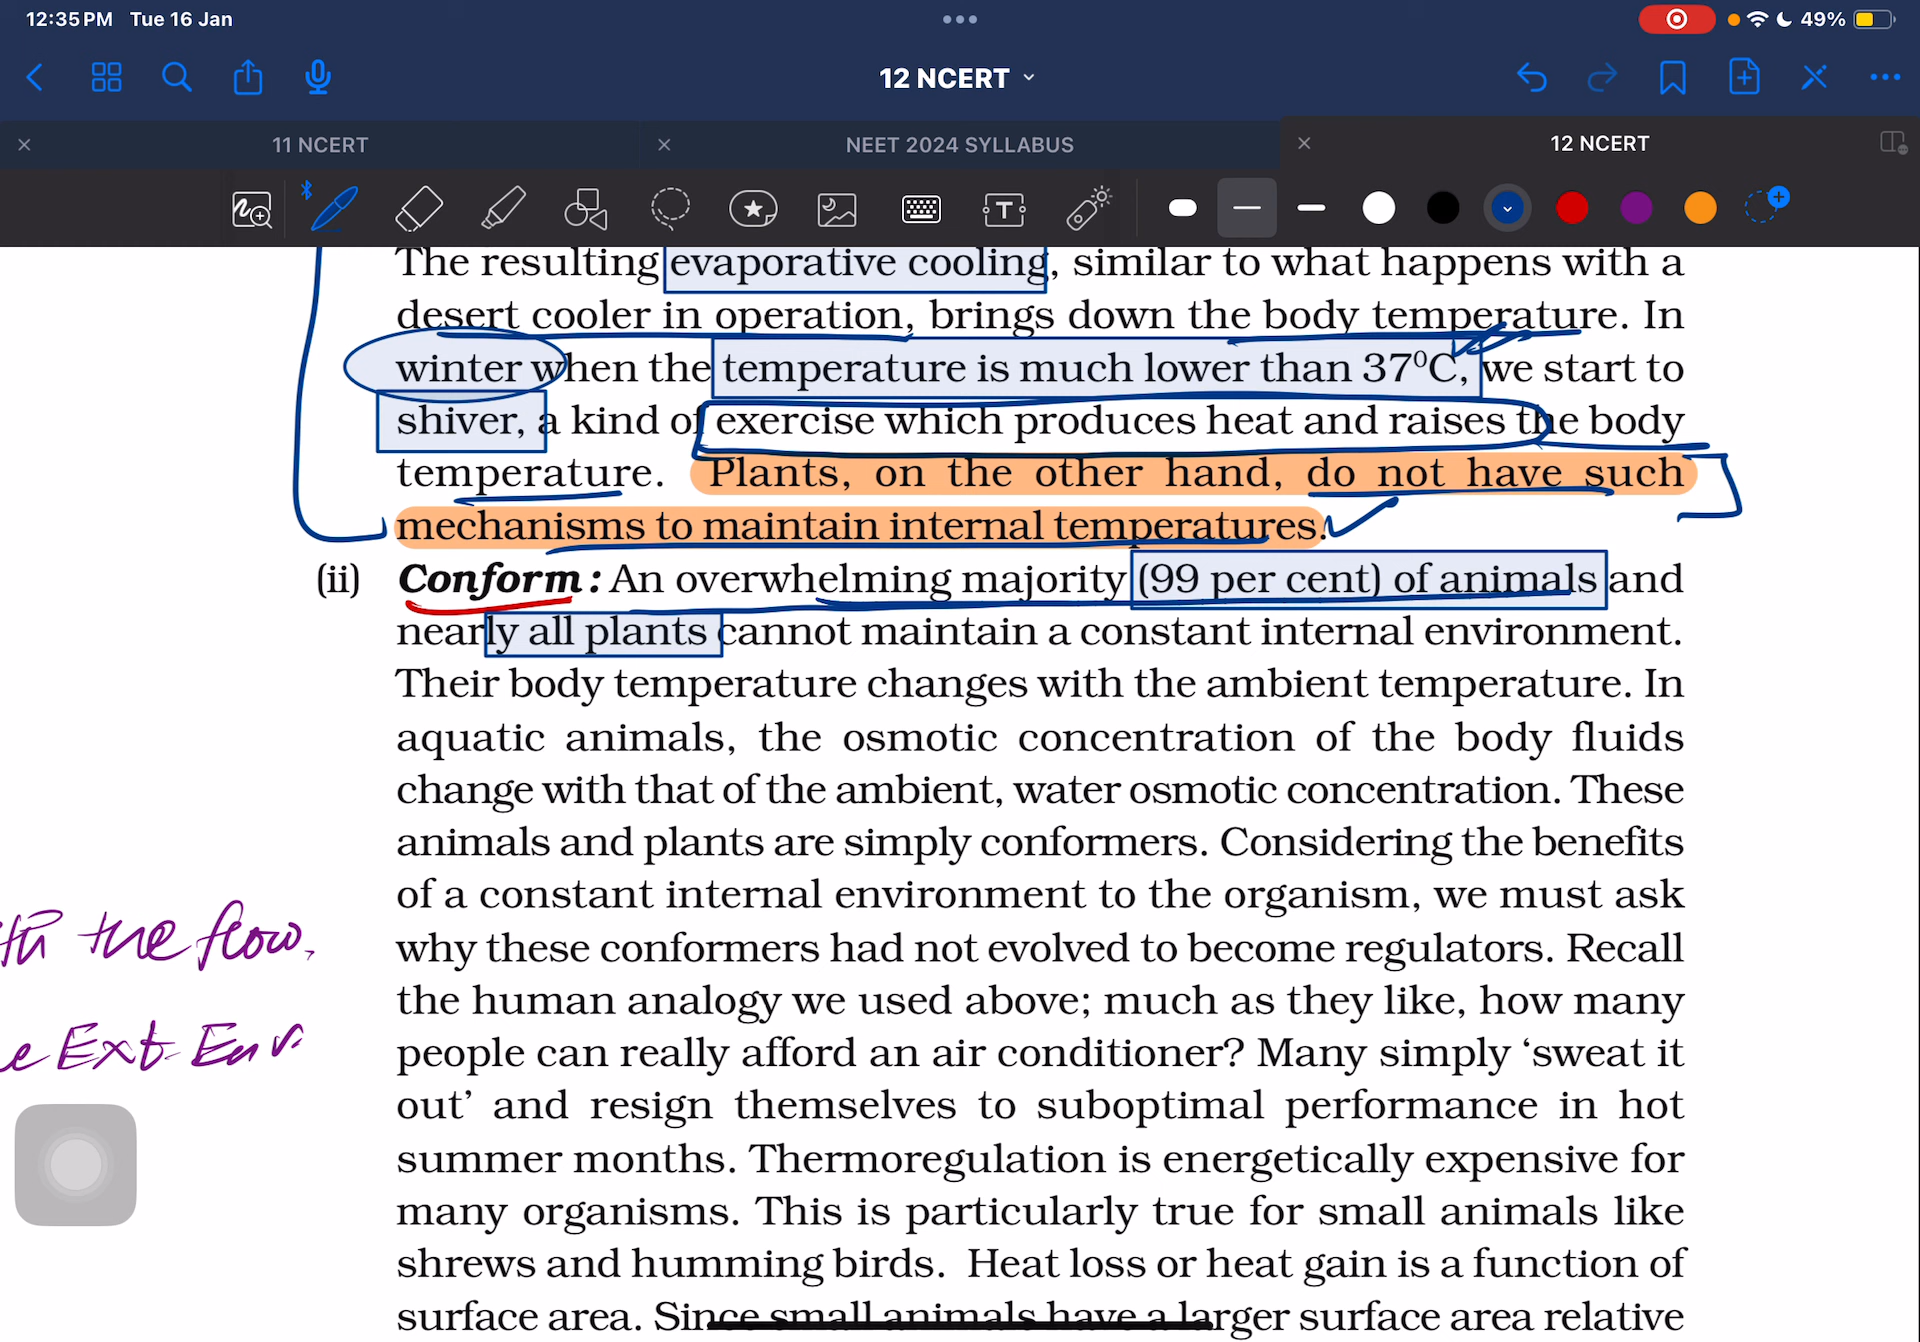 12:35 PM Tue 16 Jan
49%
12 NCERT
11 NCERT
NEET 2024 SYLLABUS
12 NCERT
The resulting evaporative cooling, similar to what happens with a
desert cooler in operation, brings down the body temperature. In
winter when the temperature is much lower than 37⁰C, we start to
shiver, a kind of exercise which produces heat and raises the body
temperature. Plants, on the other hand, do not have such
mechanisms to maintain internal temperatures.
(ii) Conform: An overwhelming majority (99 per cent) of animals and
nearly all plants cannot maintain a constant internal environment.
Their body temperature changes with the ambient temperature. In
aquatic animals, the osmotic concentration of the body fluids
change with that of the ambient, water osmotic concentration. These
animals and plants are simply conformers. Considering the benefits
of a constant internal environment to the organism, we must ask
why these conformers had not evolved to become regulators. Recall
the human analogy we used above; much as they like, how many
people can really afford an air conditioner? Many simply ‘sweat it
out’ and resign themselves to suboptimal performance in hot
summer months. Thermoregulation is energetically expensive for
many organisms. This is particularly true for small animals like
shrews and humming birds. Heat loss or heat gain is a function of
surface area. Since small animals have a larger surface area relative
the flow,
Ext Env.